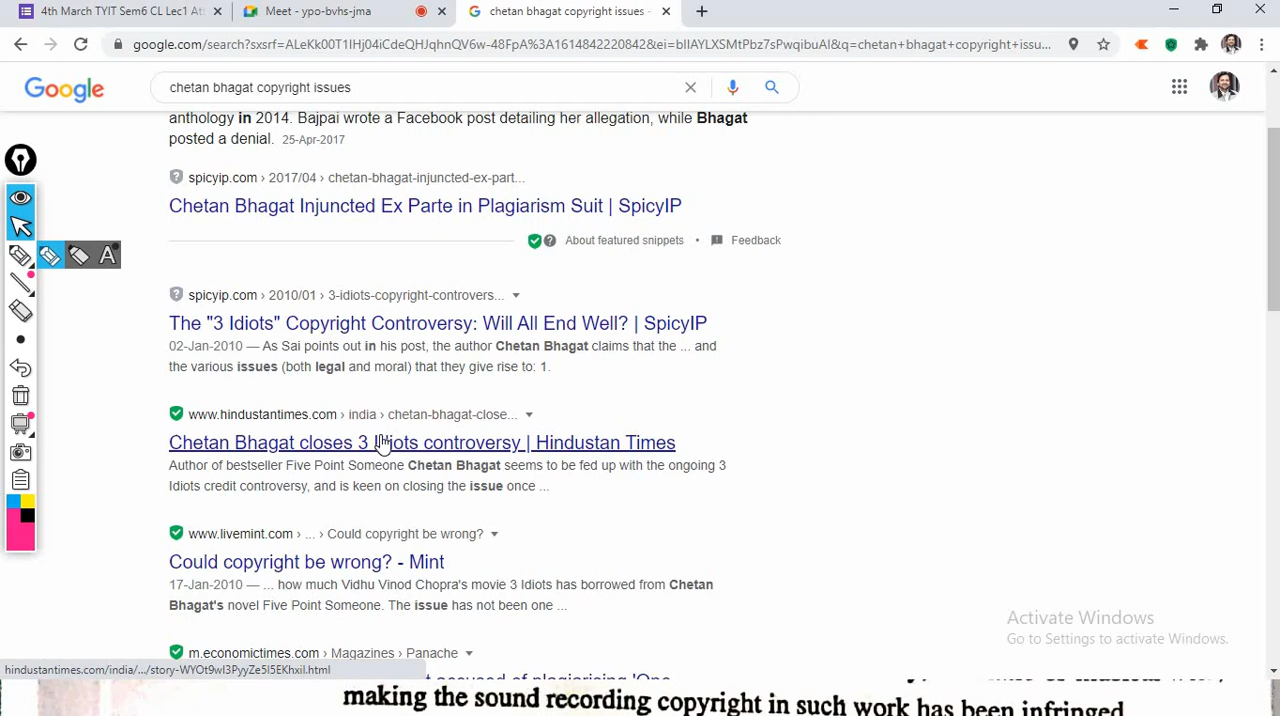 4th March TYIT Sem6 CL Lec1 At
Meet - ypo-bvhs-jma
chetan bhagat copyright issues -
google.com/search?sxsrf=ALeKk00T1IHj04iCdeQHJqhnQV6w-48FpA%3A1614842220842&ei=bIIAYLXSMtPbz7sPwqibuAI&q=chetan+bhagat+copyright+issu...
Google
chetan bhagat copyright issues
anthology in 2014. Bajpai wrote a Facebook post detailing her allegation, while Bhagat
posted a denial. 25-Apr-2017
spicyip.com › 2017/04 › chetan-bhagat-injuncted-ex-part...
Chetan Bhagat Injuncted Ex Parte in Plagiarism Suit | SpicyIP
About featured snippets • Feedback
spicyip.com › 2010/01 › 3-idiots-copyright-controvers...
The "3 Idiots" Copyright Controversy: Will All End Well? | SpicyIP
02-Jan-2010 — As Sai points out in his post, the author Chetan Bhagat claims that the ... and
the various issues (both legal and moral) that they give rise to: 1.
www.hindustantimes.com › india › chetan-bhagat-close...
Chetan Bhagat closes 3 Idiots controversy | Hindustan Times
Author of bestseller Five Point Someone Chetan Bhagat seems to be fed up with the ongoing 3
Idiots credit controversy, and is keen on closing the issue once ...
www.livemint.com › ... › Could copyright be wrong?
Could copyright be wrong? - Mint
17-Jan-2010 — ... how much Vidhu Vinod Chopra's movie 3 Idiots has borrowed from Chetan
Bhagat's novel Five Point Someone. The issue has not been one ...
m.economictimes.com › Magazines › Panache
accused of plagiarising 'One
A
Activate Windows
Go to Settings to activate Windows.
hindustantimes.com/india/.../story-WYOt9wI3PyyZe5I5EKhxiI.html
making the sound recording copyright in such work has been infringed